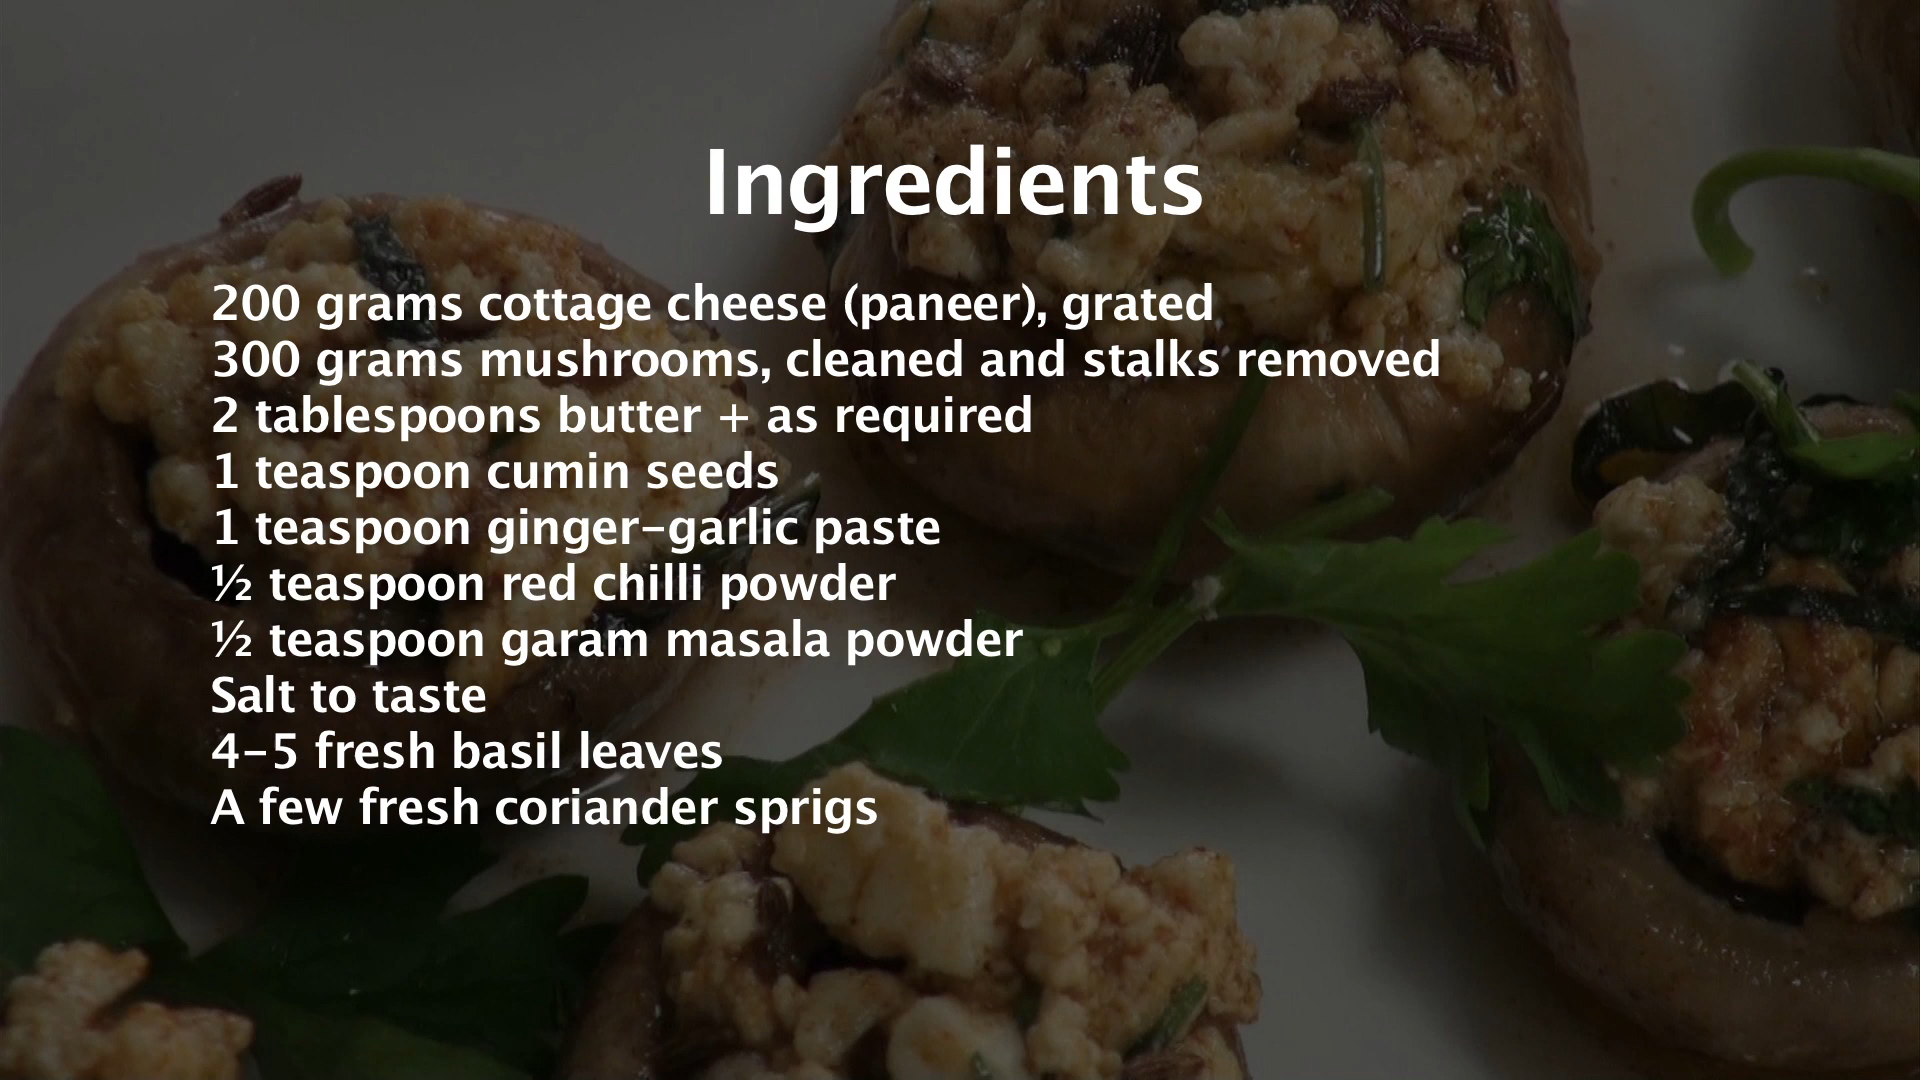 Ingredients
200 grams cottage cheese (paneer), grated
300 grams mushrooms, cleaned and stalks removed
2 tablespoons butter + as required
1 teaspoon cumin seeds
1 teaspoon ginger-garlic paste
½ teaspoon red chilli powder
½ teaspoon garam masala powder
Salt to taste
4-5 fresh basil leaves
A few fresh coriander sprigs